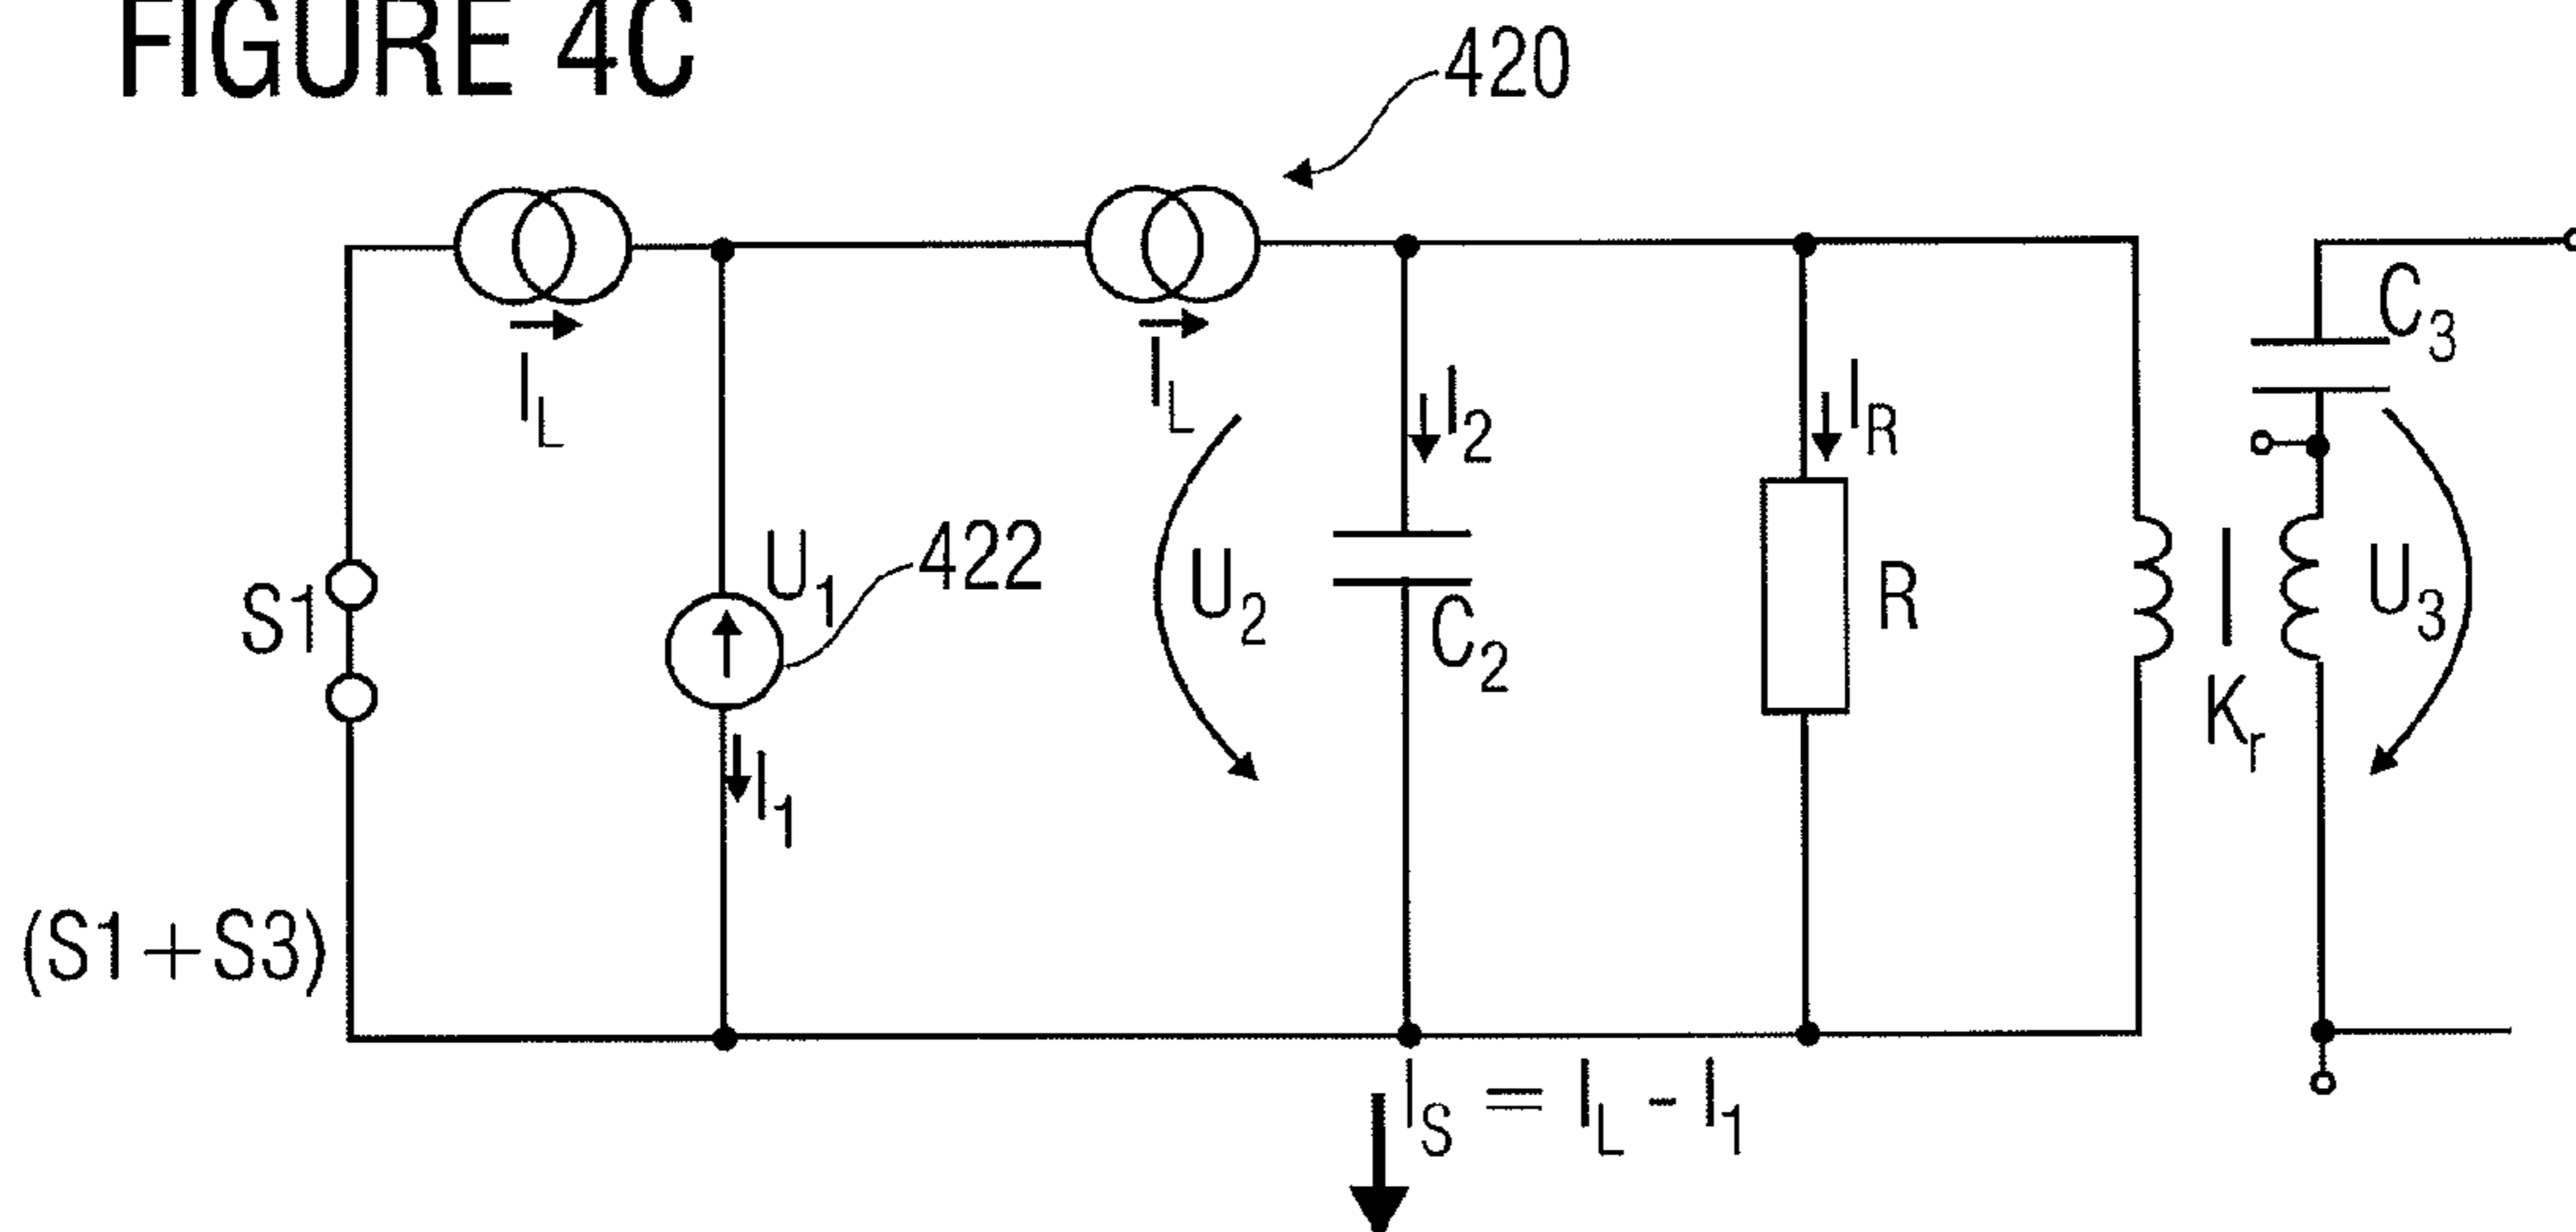 FIGURE 4C
420
I_L
I_L
I_2
I_R
C_3
S1
U_1
422
U_2
C_2
R
K_r
U_3
I_1
(S1+S3)
I_S = I_L - I_1